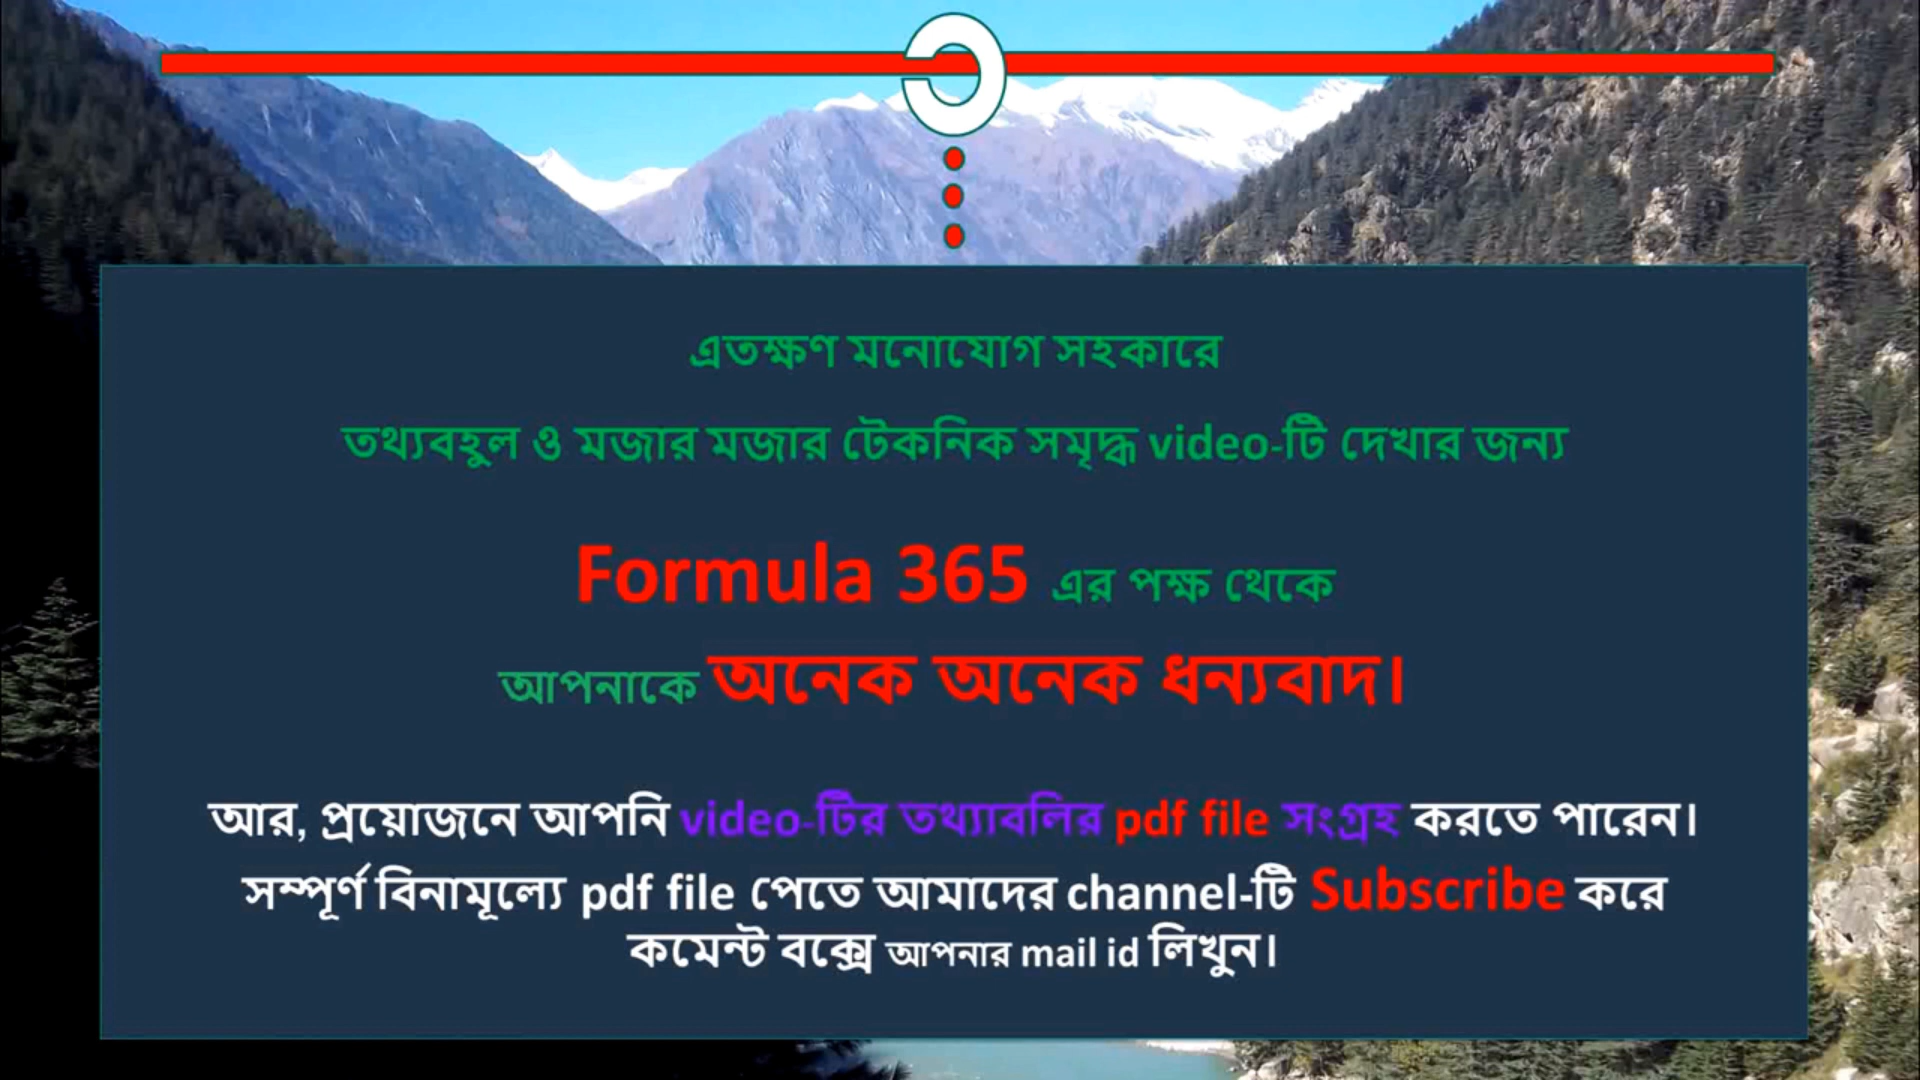 এতক্ষণ মনোযোগ সহকারে
তথ্যবহুল ও মজার মজার টেকনিক সমৃদ্ধ video-টি দেখার জন্য
Formula 365 এর পক্ষ থেকে
আপনাকে অনেক অনেক ধন্যবাদ।
আর, প্রয়োজনে আপনি video-টির তথ্যাবলির pdf file সংগ্রহ করতে পারেন।
সম্পূর্ণ বিনামূল্যে pdf file পেতে আমাদের channel-টি Subscribe করে
কমেন্ট বক্সে আপনার mail id লিখুন।